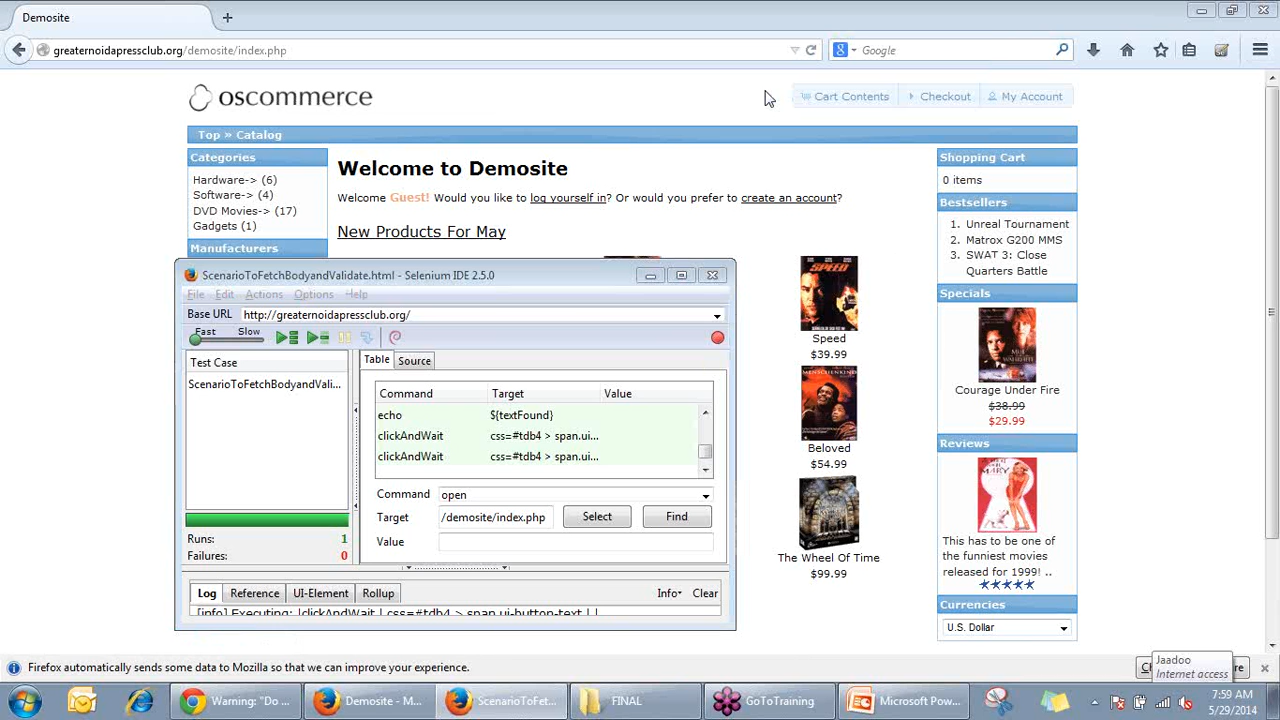 Demosite
greaternoidapressclub.org/demosite/index.php
Google
oscommerce
Cart Contents
Checkout
My Account
Top » Catalog
Categories
Hardware-> (6)
Software-> (4)
DVD Movies-> (17)
Gadgets (1)
Manufacturers
Welcome to Demosite
Welcome Guest! Would you like to log yourself in? Or would you prefer to create an account?
New Products For May
SPEED
Speed
$39.99
Beloved
$54.99
The Wheel Of Time
$99.99
Shopping Cart
0 items
Bestsellers
1. Unreal Tournament
2. Matrox G200 MMS
3. SWAT 3: Close
Quarters Battle
Specials
Courage Under Fire
$38.99
$29.99
Reviews
This has to be one of
the funniest movies
released for 1999! ..
Currencies
U.S. Dollar
ScenarioToFetchBodyandValidate.html - Selenium IDE 2.5.0
File Edit Actions Options Help
Base URL http://greaternoidapressclub.org/
Fast Slow
Test Case
ScenarioToFetchBodyandVali...
Runs: 1
Failures: 0
Table Source
Command Target Value
echo ${textFound}
clickAndWait css=#tdb4 > span.ui...
clickAndWait css=#tdb4 > span.ui...
Command open
Target /demosite/index.php Select Find
Value
Log Reference UI-Element Rollup Info Clear
[info] Executing: |clickAndWait | css=#tdb4 > span.ui-button-text | |
Firefox automatically sends some data to Mozilla so that we can improve your experience.
Jaadoo
Internet access
Warning: "Do ...
Demosite - M...
ScenarioToFet...
FINAL
GoToTraining
Microsoft Pow...
7:59 AM
5/29/2014